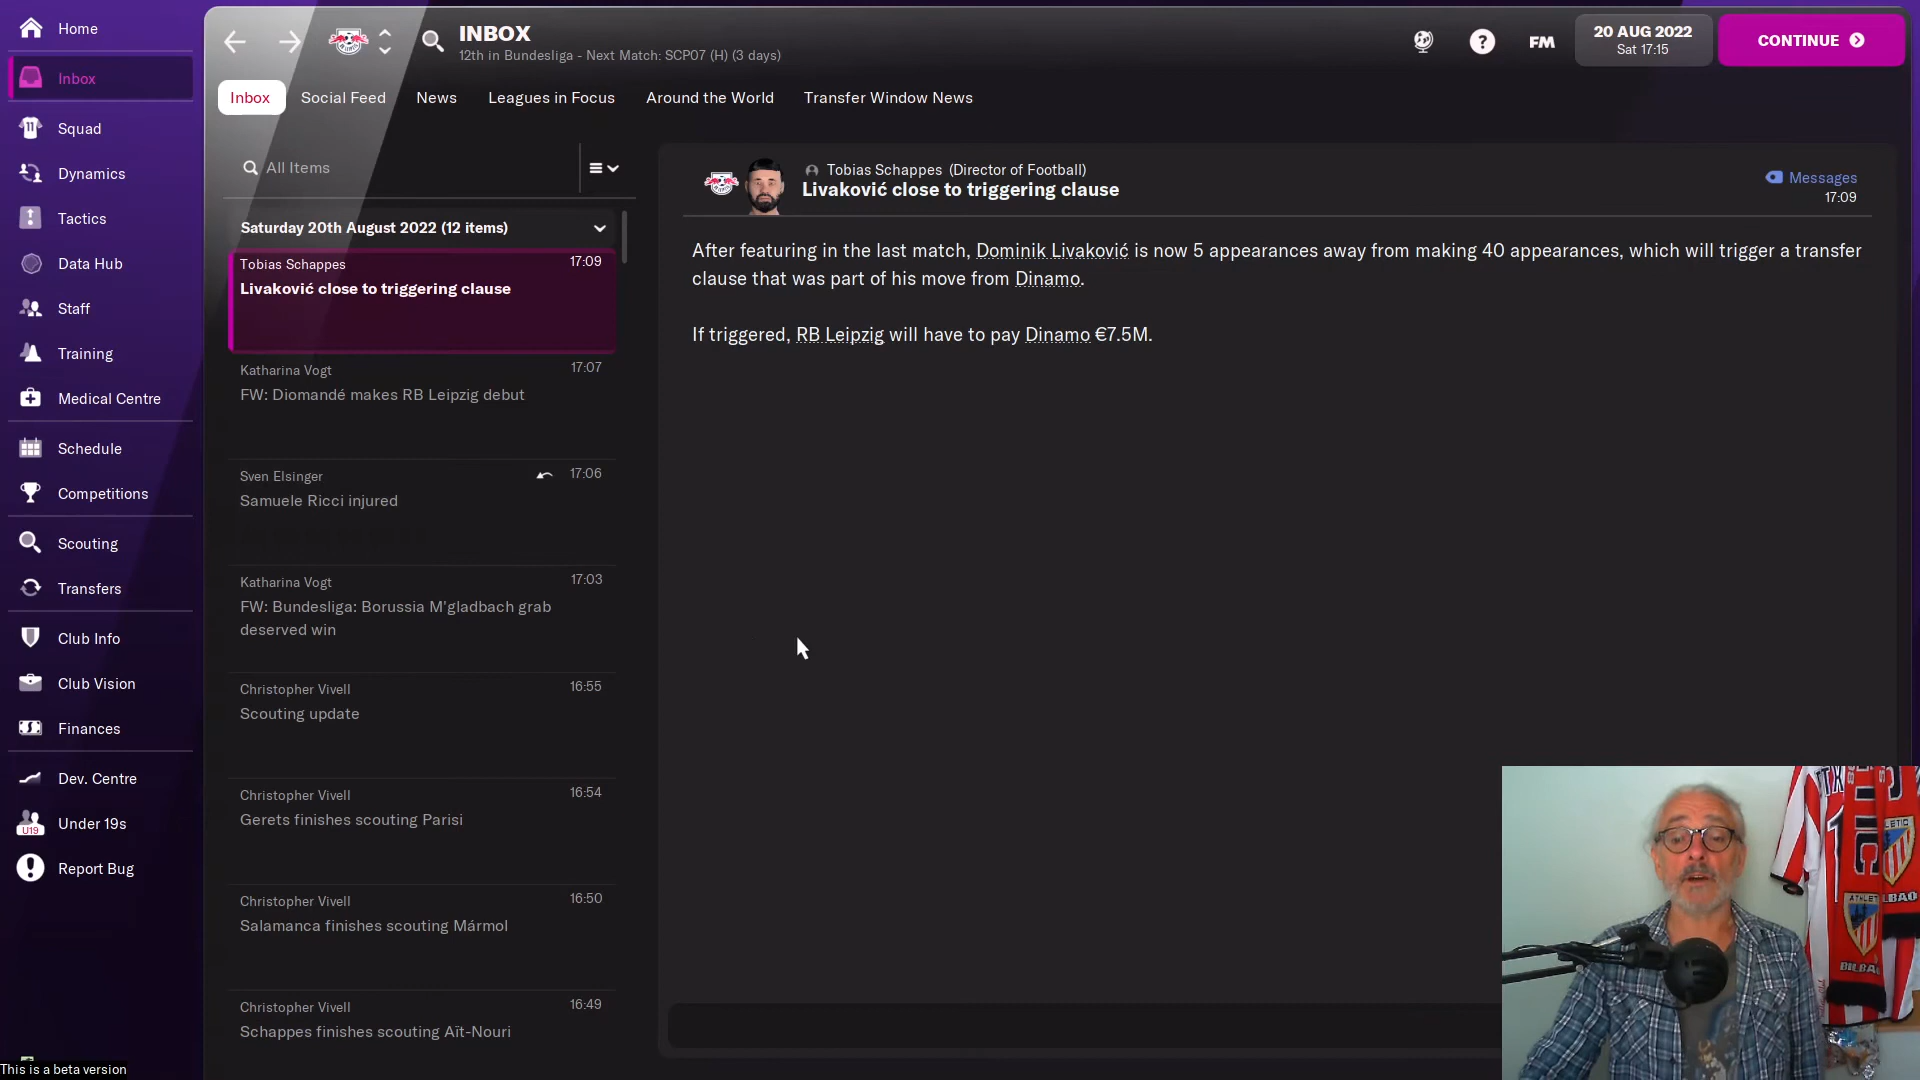 Home
Inbox
Squad
Dynamics
Tactics
Data Hub
Staff
Training
Medical Centre
Schedule
Competitions
Scouting
Transfers
Club Info
Club Vision
Finances
Dev. Centre
U19
Under 19s
Report Bug
This is a beta version
INBOX
12th in Bundesliga - Next Match: SCP07 (H) (3 days)
?
FM
20 AUG 2022
Sat 17:15
CONTINUE
Inbox
Social Feed
News
Leagues in Focus
Around the World
Transfer Window News
All Items
Saturday 20th August 2022 (12 items)
Tobias Schappes 17:09
Livaković close to triggering clause
Katharina Vogt 17:07
FW: Diomandé makes RB Leipzig debut
Sven Elsinger 17:06
Samuele Ricci injured
Katharina Vogt 17:03
FW: Bundesliga: Borussia M'gladbach grab
deserved win
Christopher Vivell 16:55
Scouting update
Christopher Vivell 16:54
Gerets finishes scouting Parisi
Christopher Vivell 16:50
Salamanca finishes scouting Mármol
Christopher Vivell 16:49
Schappes finishes scouting Aït-Nouri
Tobias Schappes (Director of Football)
Livaković close to triggering clause
Messages
17:09
After featuring in the last match, Dominik Livaković is now 5 appearances away from making 40 appearances, which will trigger a transfer
clause that was part of his move from Dinamo.
If triggered, RB Leipzig will have to pay Dinamo €7.5M.